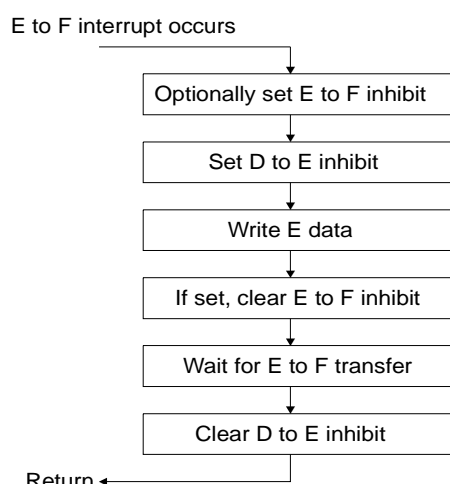 E to F interrupt occurs
Optionally set E to F inhibit
Set D to E inhibit
Write E data
If set, clear E to F inhibit
Wait for E to F transfer
Clear D to E inhibit
Return